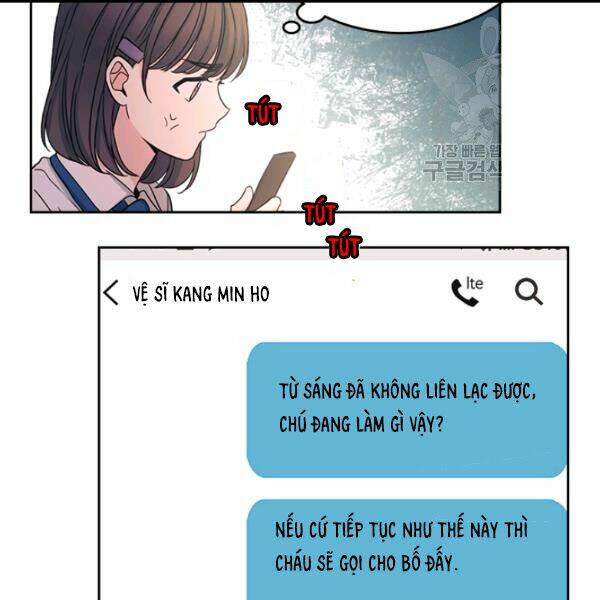 TÚT
가장 빠른 웹
구글검색
TÚT
TÚT
VỆ SĨ KANG MIN HO
lte
TỪ SÁNG ĐÃ KHÔNG LIÊN LẠC ĐƯỢC,
CHÚ ĐANG LÀM GÌ VẬY?
NẾU CỨ TIẾP TỤC NHƯ THẾ NÀY THÌ
CHÁU SẼ GỌI CHO BỐ ĐẤY.